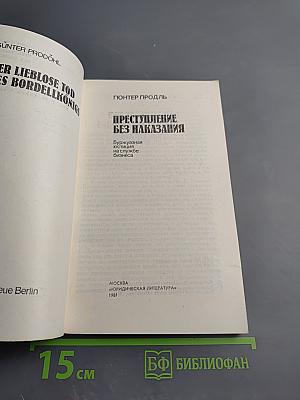 GÜNTER PRODÖHL
ER LIEBLOSE TOD
ES BORDELLKÖNIGS
eue Berlin
ГЮНТЕР ПРОДЛЬ
ПРЕСТУПЛЕНИЕ
БЕЗ НАКАЗАНИЯ
Буржуазная
юстиция
на службе
бизнеса
МОСКВА
«ЮРИДИЧЕСКАЯ ЛИТЕРАТУРА»
1981
15 см
БФ БИБЛИОФАН